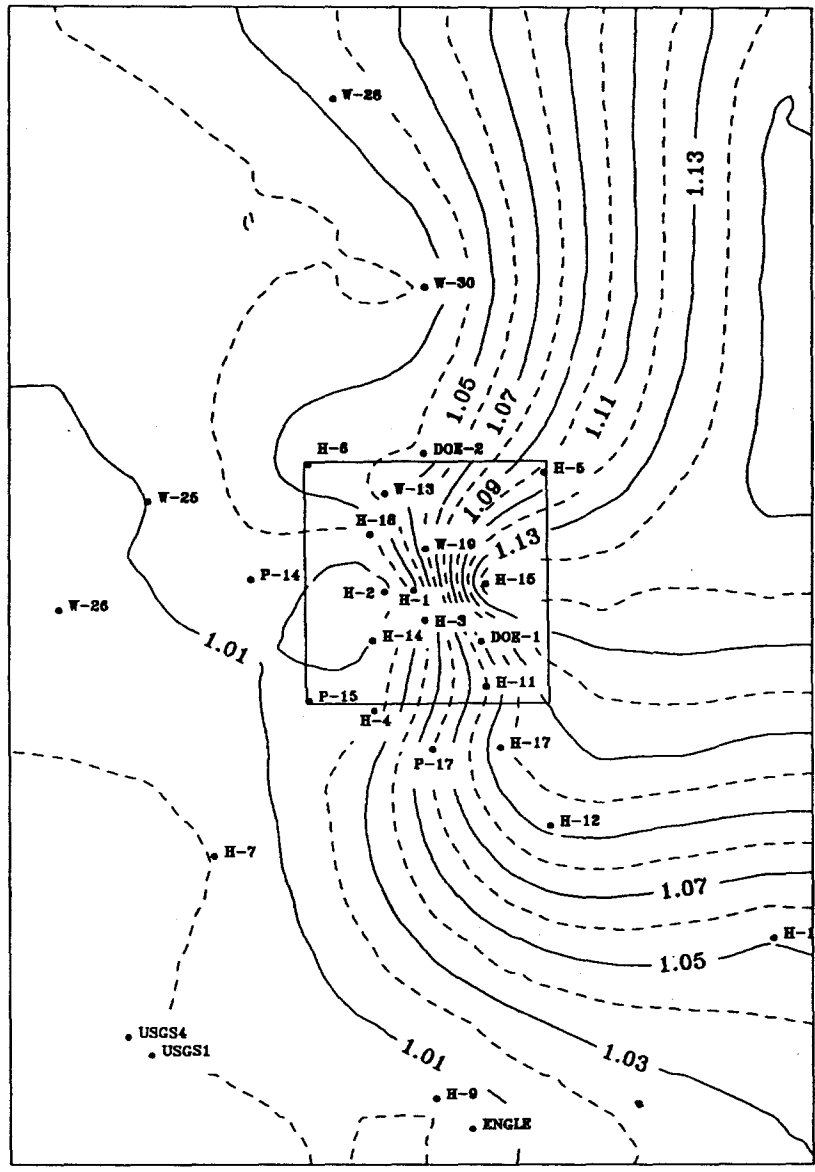 W-26
1.13
W-30
1.05
1.07
1.11
H-6
DOE-2
H-5
W-25
W-13
1.09
H-18
W-19
1.13
P-14
H-2
H-1
H-15
W-26
H-3
1.01
H-14
DOE-1
P-15
H-11
H-4
H-17
P-17
H-12
H-7
1.07
H-1
1.05
USGS4
USGS1
1.01
1.03
H-9
ENGLE